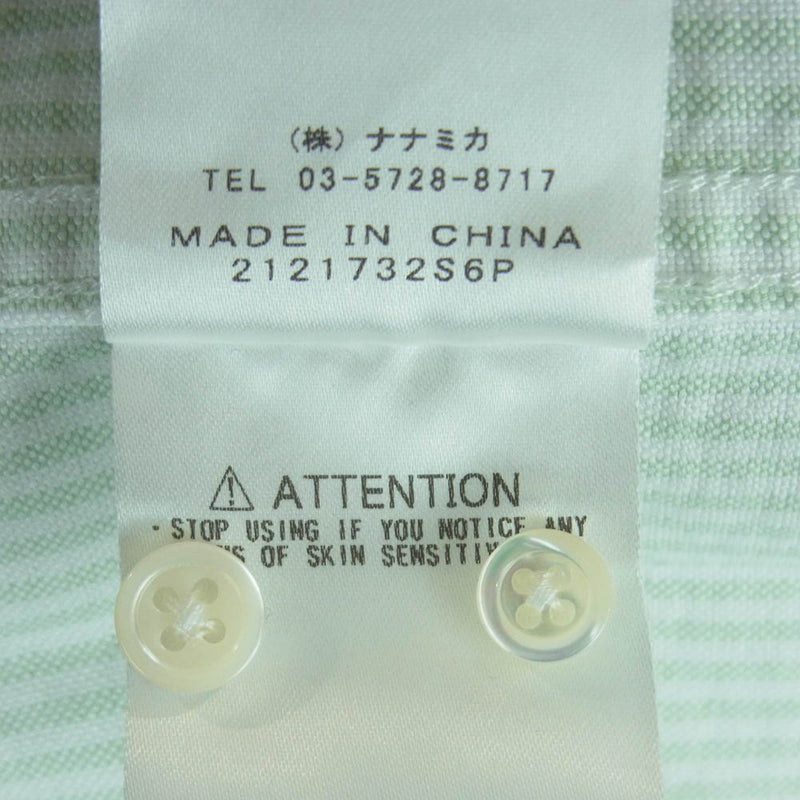 (株) ナナミカ
TEL 03-5728-8717
MADE IN CHINA
2121732S6P
ATTENTION
・STOP USING IF YOU NOTICE ANY
OF SKIN